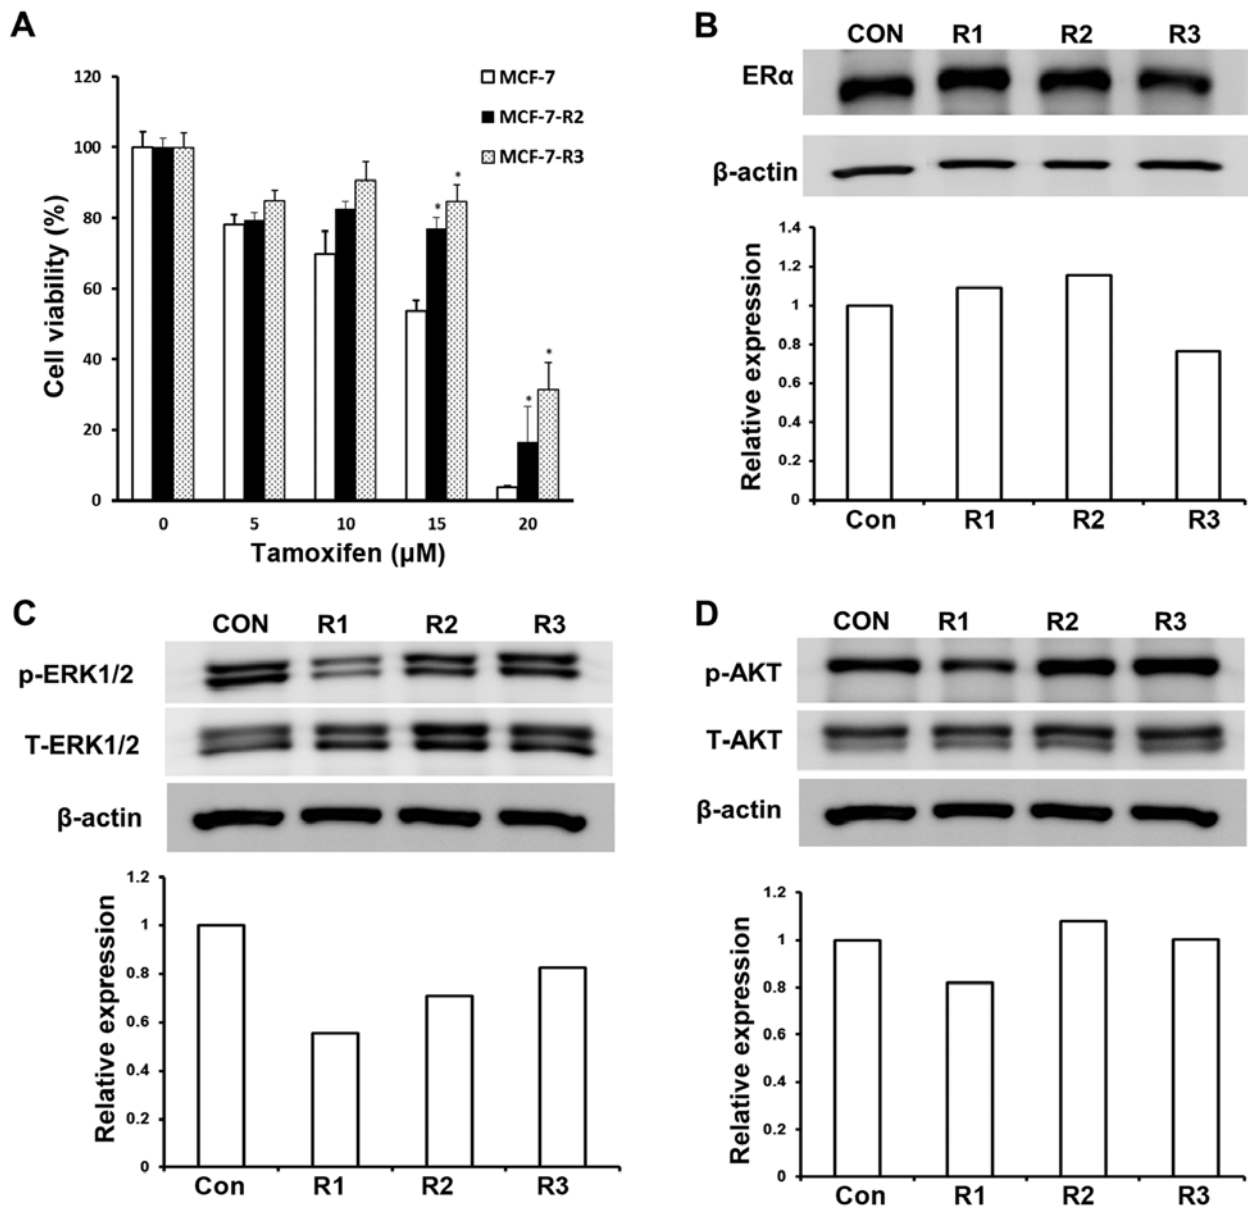 A
120
100
80
60
40
20
0
Cell viability (%)
MCF-7
MCF-7-R2
MCF-7-R3
*
*
*
*
0 5 10 15 20
Tamoxifen (μM)
B
CON R1 R2 R3
ERα
β-actin
1.4
1.2
1
0.8
0.6
0.4
0.2
0
Relative expression
Con R1 R2 R3
C
CON R1 R2 R3
p-ERK1/2
T-ERK1/2
β-actin
1.2
1
0.8
0.6
0.4
0.2
0
Relative expression
Con R1 R2 R3
D
CON R1 R2 R3
p-AKT
T-AKT
β-actin
1.2
1
0.8
0.6
0.4
0.2
0
Relative expression
Con R1 R2 R3